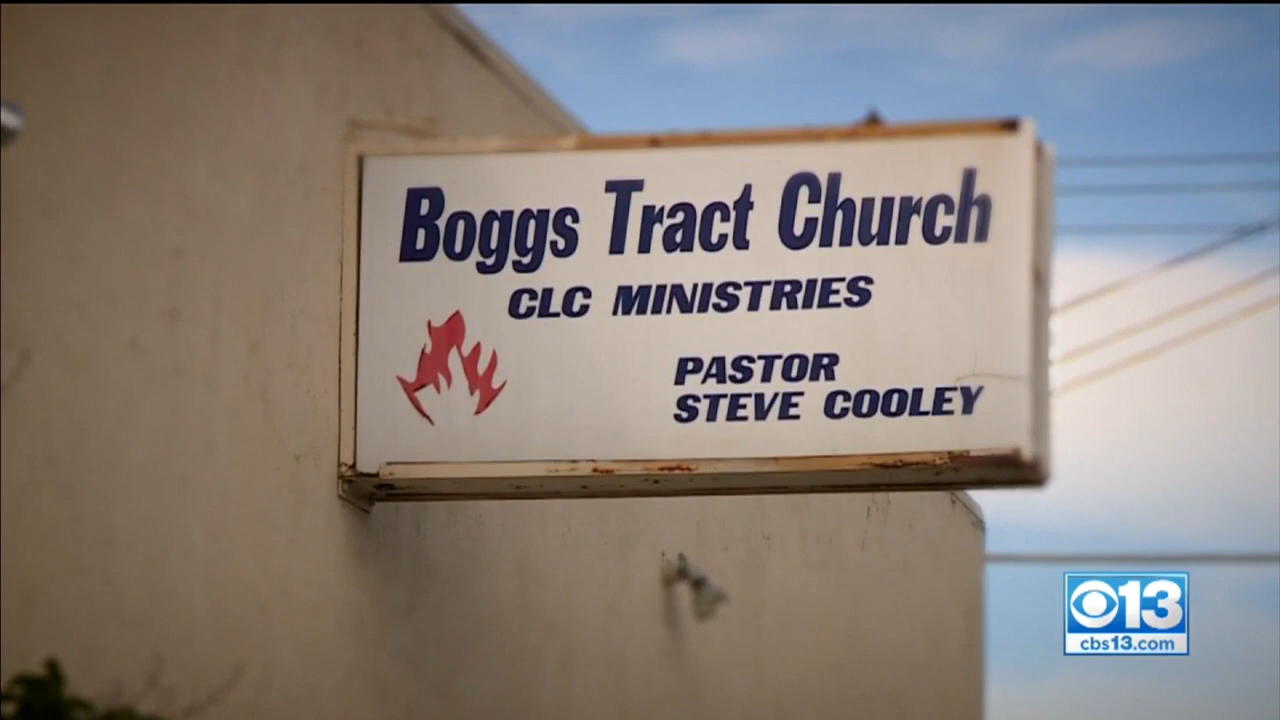 Boggs Tract Church
CLC MINISTRIES
PASTOR
STEVE COOLEY
13
cbs13.com